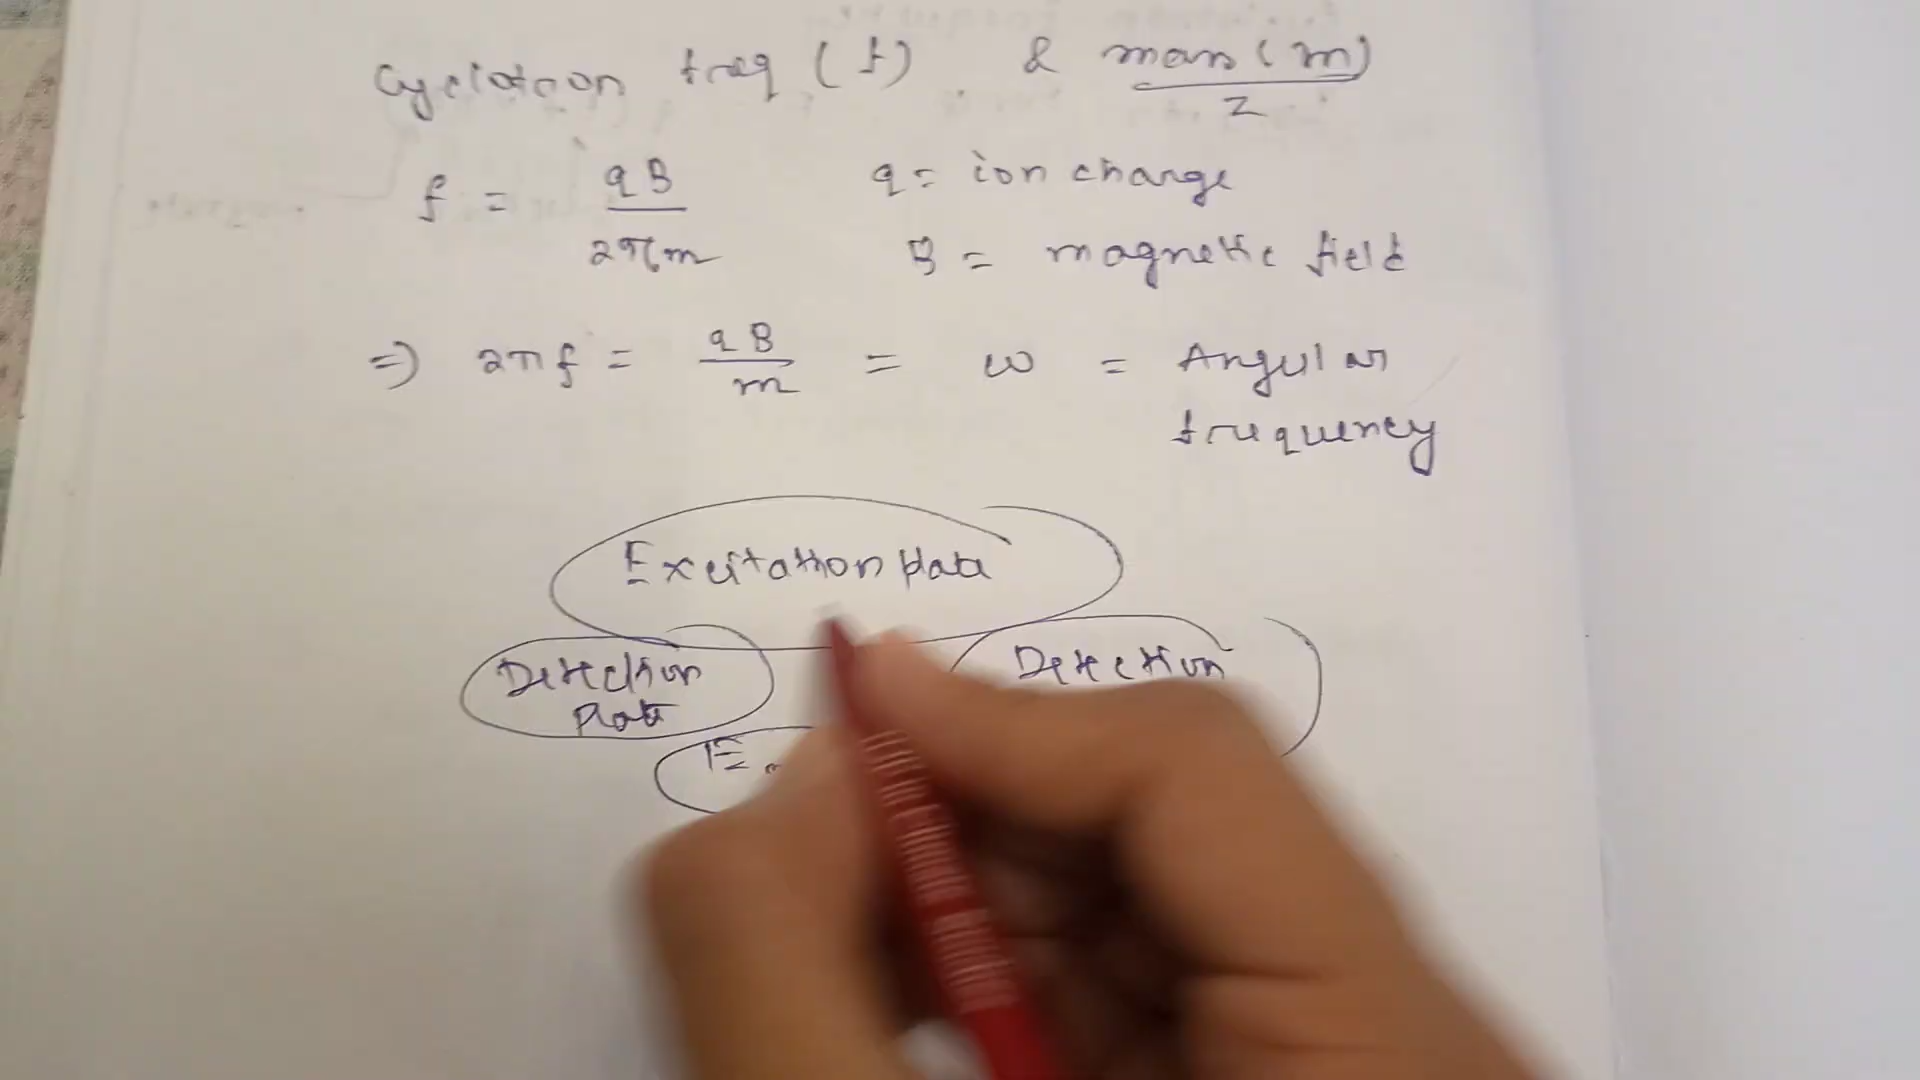 Cyclotron freq (f) & mass (m) / z
f = qB / 2πm q = ion charge
B = magnetic field
=> 2πf = qB / m = ω = Angular
frequency
Excitation plate
Detection Detection
plate
E